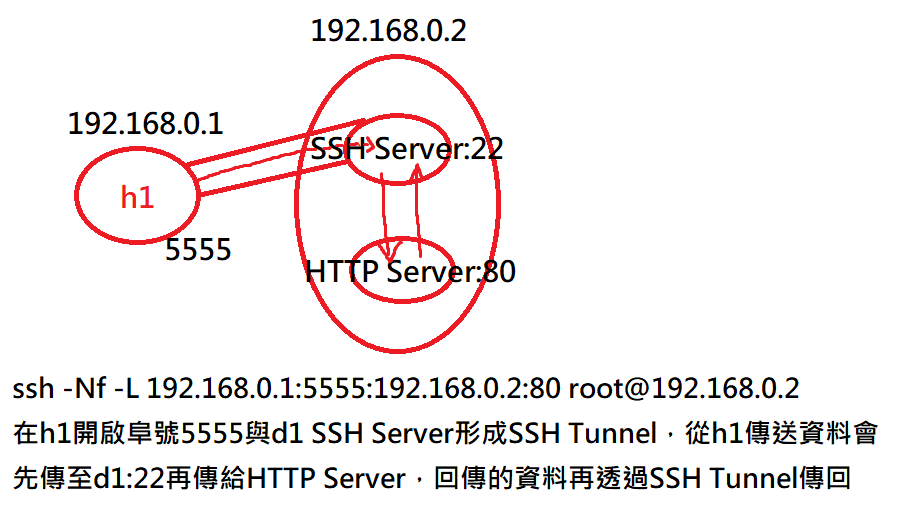 192.168.0.2
192.168.0.1
SSH Server:22
h1
5555
HTTP Server:80
ssh -Nf -L 192.168.0.1:5555:192.168.0.2:80 root@192.168.0.2
在h1開啟阜號5555與d1 SSH Server形成SSH Tunnel，從h1傳送資料會
先傳至d1:22再傳給HTTP Server，回傳的資料再透過SSH Tunnel傳回